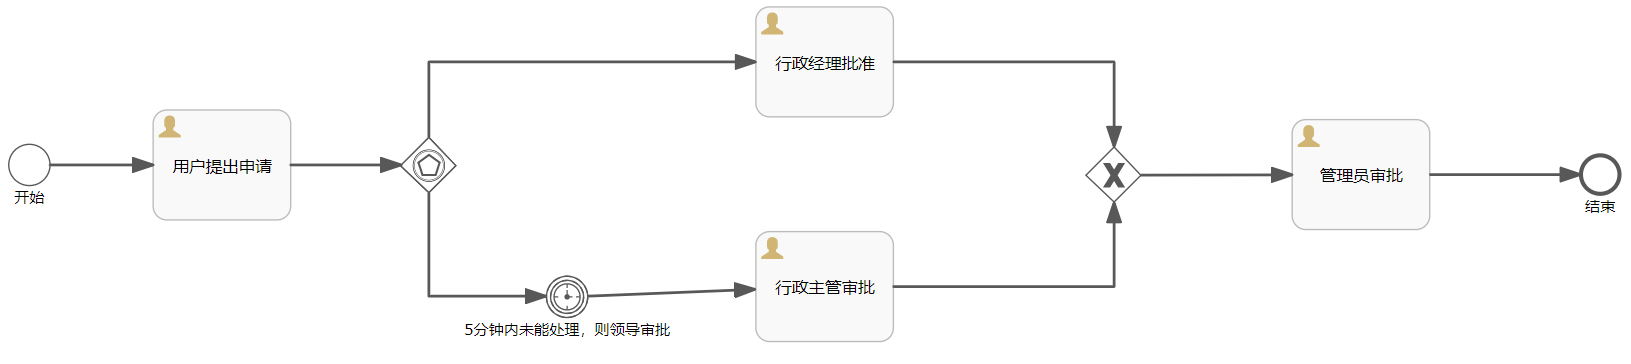 开始
用户提出申请
行政经理批准
5分钟内未能处理，则领导审批
行政主管审批
管理员审批
结束